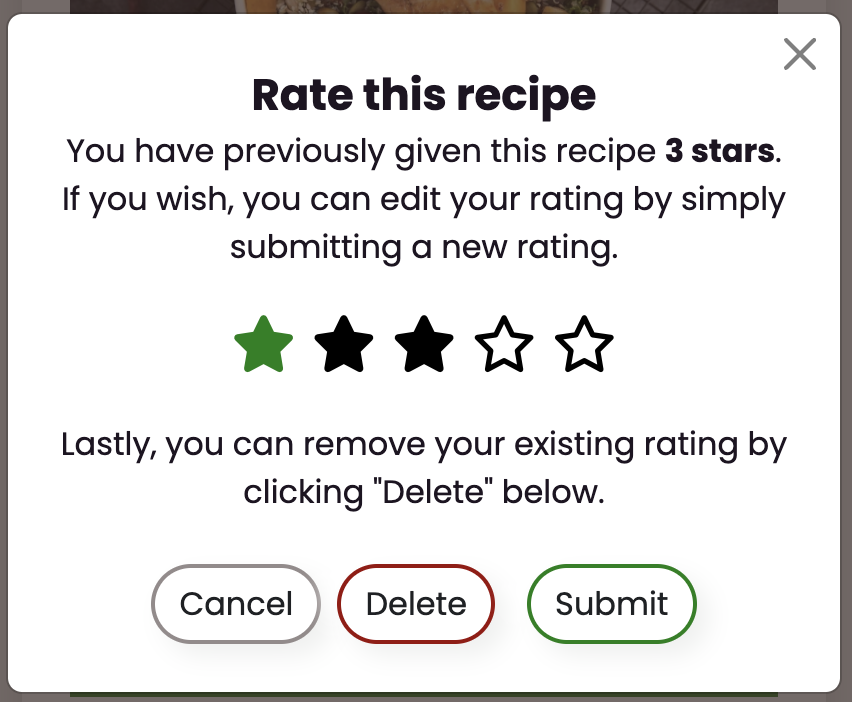 Rate this recipe
You have previously given this recipe 3 stars.
If you wish, you can edit your rating by simply
submitting a new rating.
Lastly, you can remove your existing rating by
clicking "Delete" below.
Cancel Delete Submit